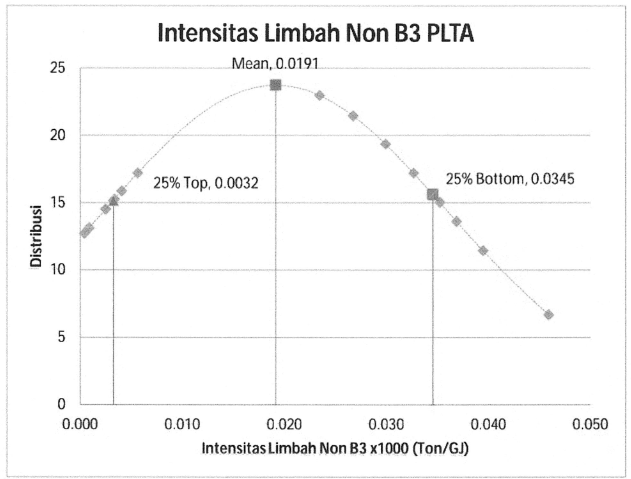 Intensitas Limbah Non B3 PLTA
Mean, 0.0191
25
20
25% Top, 0.0032
25% Bottom, 0.0345
15
Distribusi
10
5
0
0.000 0.010 0.020 0.030 0.040 0.050
Intensitas Limbah Non B3 x1000 (Ton/GJ)